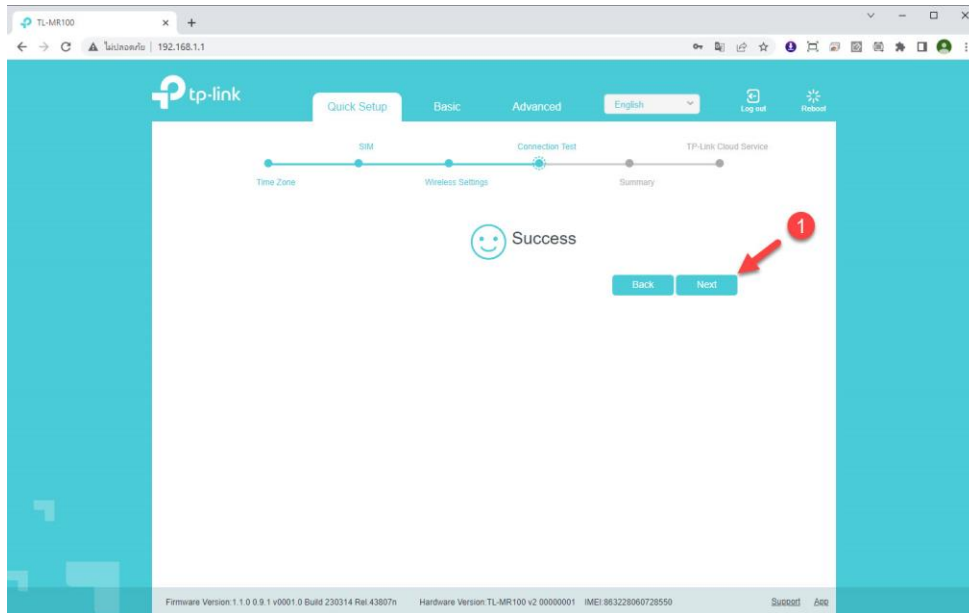 TL-MR100
ไม่ปลอดภัย 192.168.1.1
tp-link
Quick Setup Basic Advanced English Log out Reboot
SIM Connection Test TP-Link Cloud Service
Time Zone Wireless Settings Summary
1
Success
Back Next
Firmware Version:1.1.0 0.9.1 v0001.0 Build 230314 Rel.43807n Hardware Version:TL-MR100 v2 00000001 IMEI:863228060728550 Support App